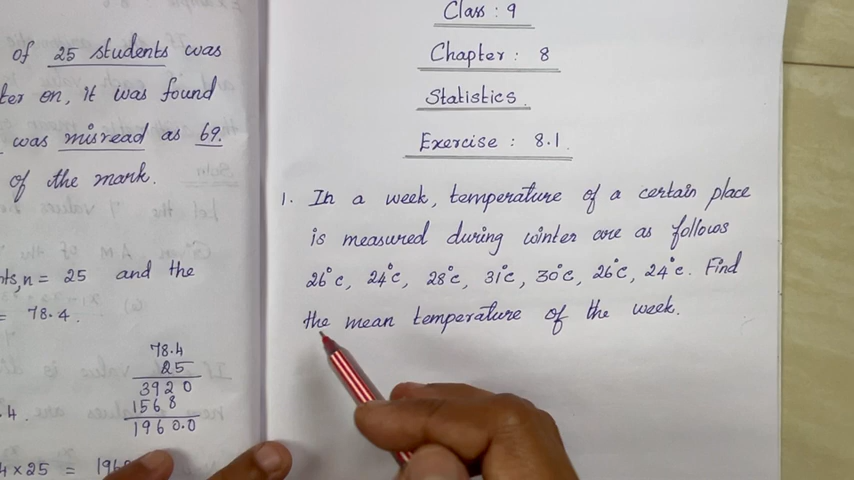 of 25 students was
ter on, it was found
was misread as 69.
of the mark.
nts, n = 25 and the
= 78.4.
78.4
25
3920
1568
1960.0
.4.
4 x 25 = 196
Class : 9
Chapter : 8
Statistics.
Exercise : 8.1.
1. In a week, temperature of a certain place
is measured during winter are as follows
26°c, 24°c, 28°c, 31°c, 30°c, 26°c, 24°c. Find
the mean temperature of the week.